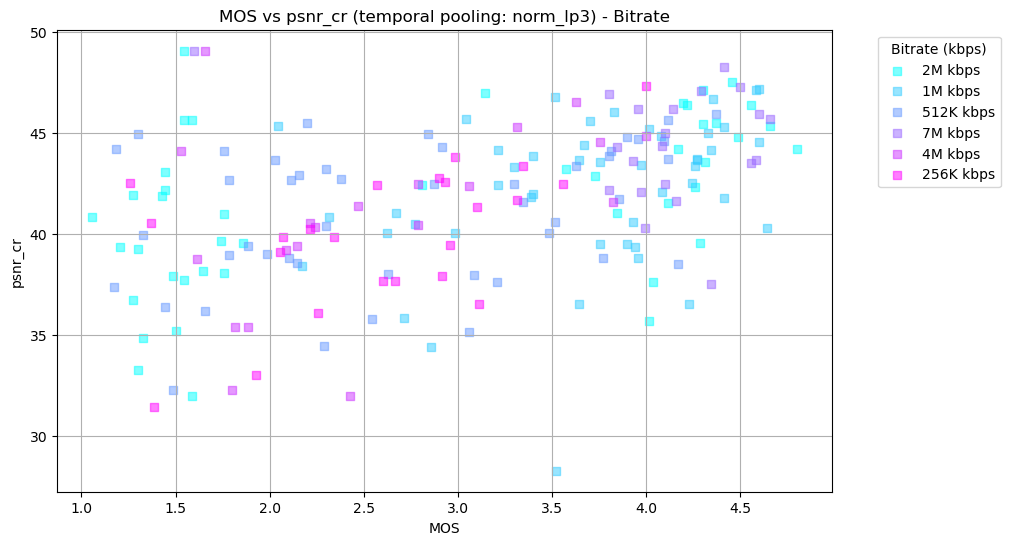 MOS vs psnr_cr (temporal pooling: norm_lp3) - Bitrate
50
45
40
35
30
psnr_cr
1.0 1.5 2.0 2.5 3.0 3.5 4.0 4.5
MOS
Bitrate (kbps)
2M kbps
1M kbps
512K kbps
7M kbps
4M kbps
256K kbps